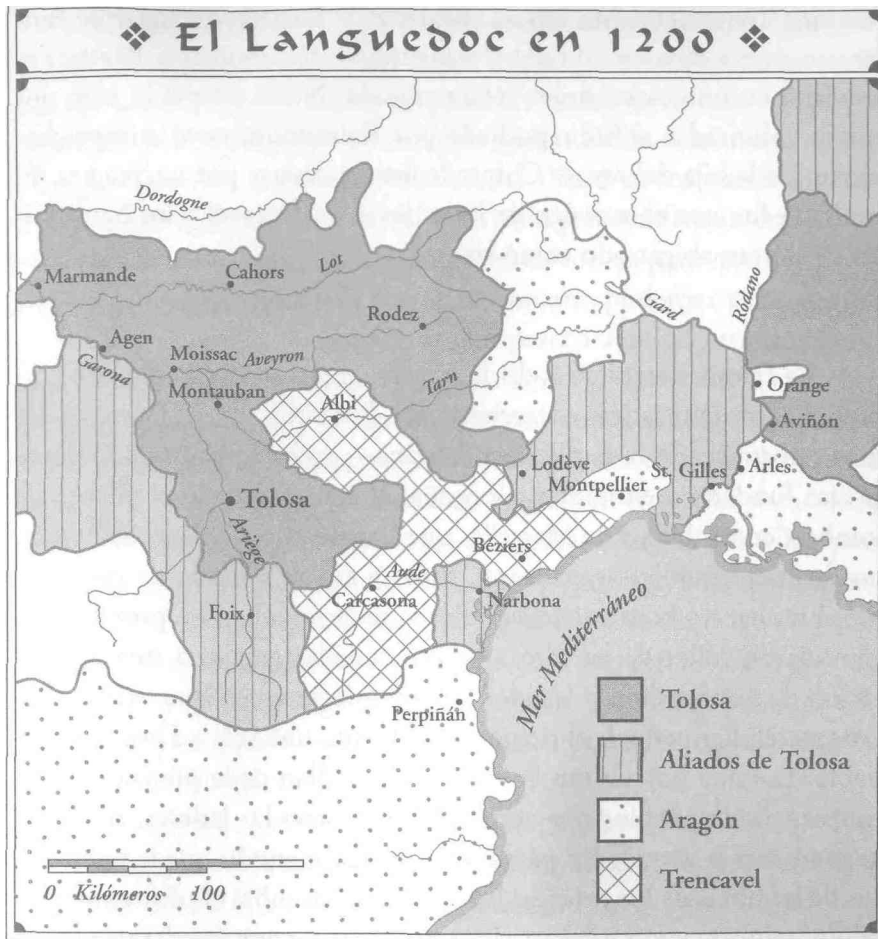 ❖ El Languedoc en 1200 ❖
Dordogne
Marmande
Cahors
Lot
Rodez
Gard
Ródano
Agen
Garona
Moissac
Aveyron
Montauban
Albi
Tarn
Orange
Aviñón
Lodève
Montpellier
St. Gilles
Arles
Tolosa
Ariège
Béziers
Aude
Carcasona
Narbona
Foix
Mar Mediterráneo
Perpiñán
Tolosa
Aliados de Tolosa
Aragón
Trencavel
0 Kilómeros 100